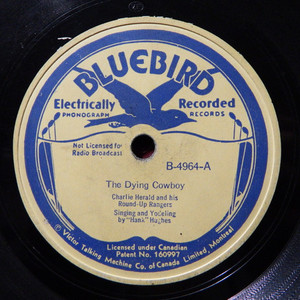 BLUEBIRD
Electrically Recorded
PHONOGRAPH RECORDS
Not Licensed for
Radio Broadcast
B-4964-A
The Dying Cowboy
Charlie Herald and his
Round-Up Rangers
Singing and Yodeling
by "Hank" Hughes
Licensed under Canadian
Patent No. 160997
© Victor Talking Machine Co. of Canada Limited, Montreal